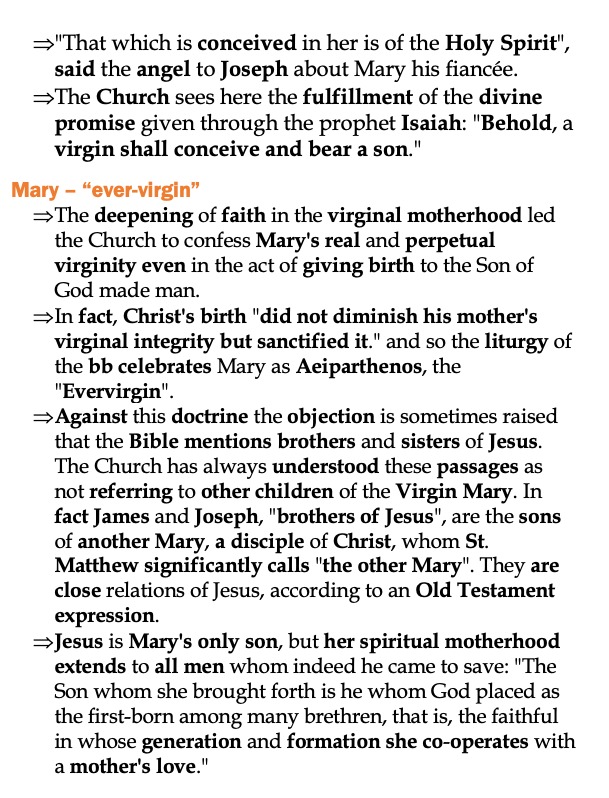 ⇒"That which is conceived in her is of the Holy Spirit",
said the angel to Joseph about Mary his fiancée.
⇒The Church sees here the fulfillment of the divine
promise given through the prophet Isaiah: "Behold, a
virgin shall conceive and bear a son."
Mary – “ever-virgin”
⇒The deepening of faith in the virginal motherhood led
the Church to confess Mary's real and perpetual
virginity even in the act of giving birth to the Son of
God made man.
⇒In fact, Christ's birth "did not diminish his mother's
virginal integrity but sanctified it." and so the liturgy of
the bb celebrates Mary as Aeiparthenos, the
"Evervirgin".
⇒Against this doctrine the objection is sometimes raised
that the Bible mentions brothers and sisters of Jesus.
The Church has always understood these passages as
not referring to other children of the Virgin Mary. In
fact James and Joseph, "brothers of Jesus", are the sons
of another Mary, a disciple of Christ, whom St.
Matthew significantly calls "the other Mary". They are
close relations of Jesus, according to an Old Testament
expression.
⇒Jesus is Mary's only son, but her spiritual motherhood
extends to all men whom indeed he came to save: "The
Son whom she brought forth is he whom God placed as
the first-born among many brethren, that is, the faithful
in whose generation and formation she co-operates with
a mother's love."